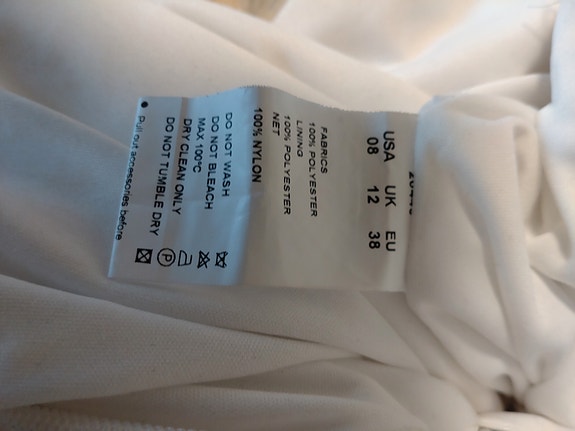 USA UK EU
08 12 38
FABRICS
100% POLYESTER
LINING
100% POLYESTER
NET
100% NYLON
DO NOT WASH
DO NOT BLEACH
MAX 100°C
DRY CLEAN ONLY
DO NOT TUMBLE DRY
P
• Pull out accessories before